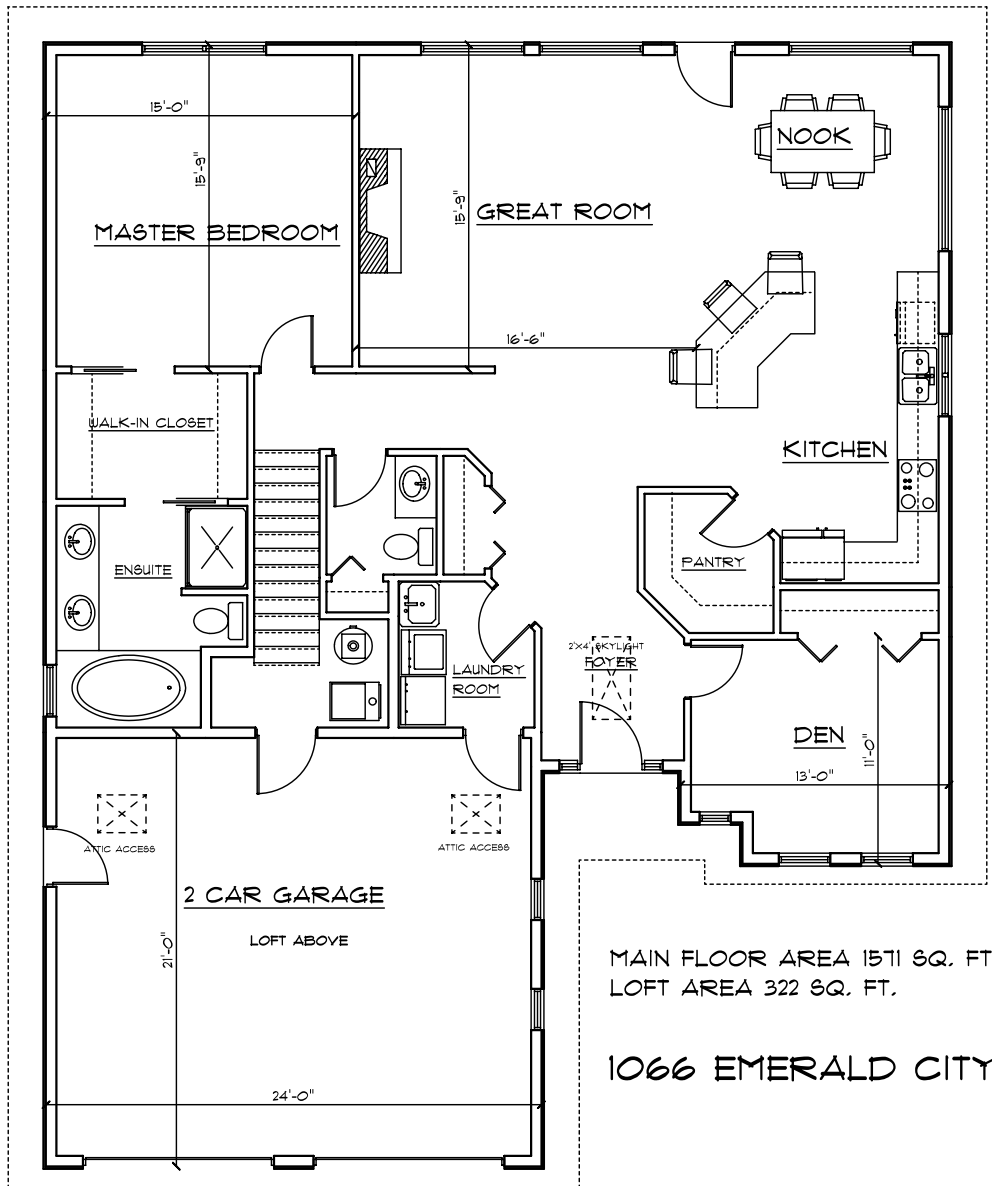 15'-0"
NOOK
15'-9"
15'-9"
GREAT ROOM
MASTER BEDROOM
16'-6"
WALK-IN CLOSET
KITCHEN
ENSUITE
PANTRY
2'X4' SKYLIGHT
FOYER
LAUNDRY
ROOM
DEN
11'-0"
13'-0"
ATTIC ACCESS
ATTIC ACCESS
2 CAR GARAGE
LOFT ABOVE
21'-0"
MAIN FLOOR AREA 1571 SQ. FT
LOFT AREA 322 SQ. FT.
1066 EMERALD CITY
24'-0"